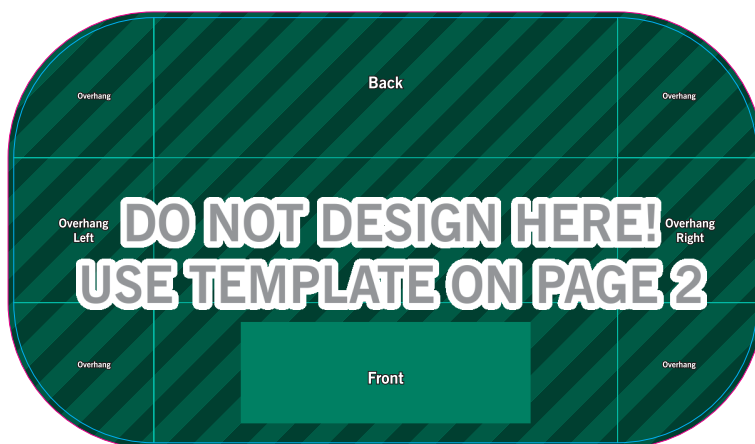 Back
Overhang
Overhang
Overhang
Left
DO NOT DESIGN HERE!
Overhang
Right
USE TEMPLATE ON PAGE 2
Overhang
Front
Overhang